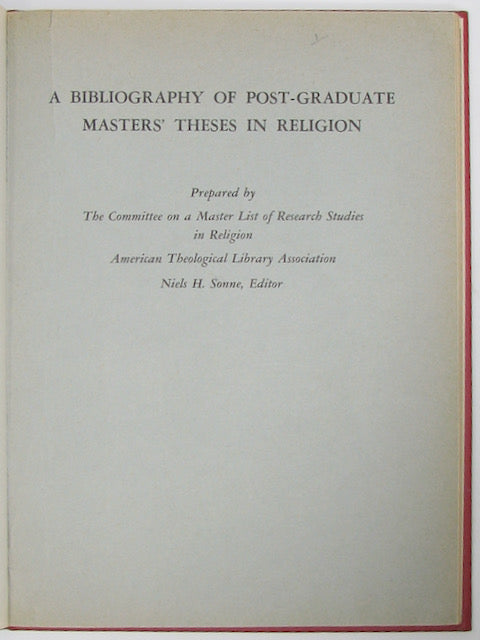 A BIBLIOGRAPHY OF POST-GRADUATE
MASTERS' THESES IN RELIGION
Prepared by
The Committee on a Master List of Research Studies
in Religion
American Theological Library Association
Niels H. Sonne, Editor